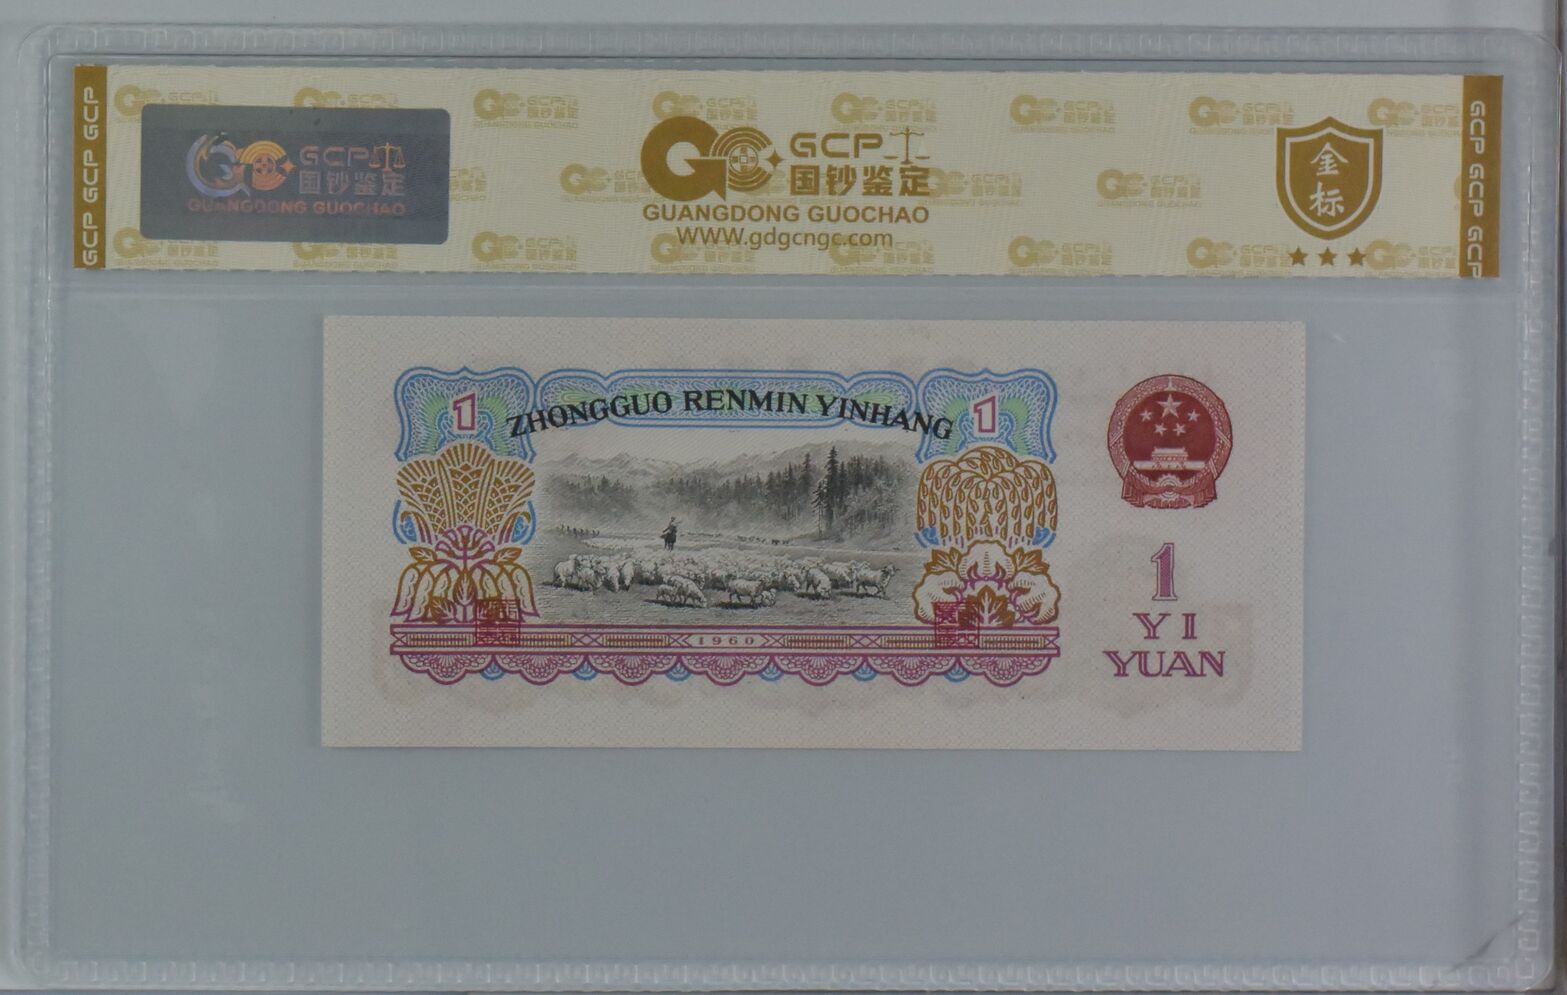 GCP GCP GCP
GCP
国钞鉴定
GUANGDONG GUOCHAO
GCP
国钞鉴定
GUANGDONG GUOCHAO
WWW.gdgcngc.com
金
标
GCP GCP GCP
1
ZHONGGUO RENMIN YINHANG
1
1960
1
YI
YUAN